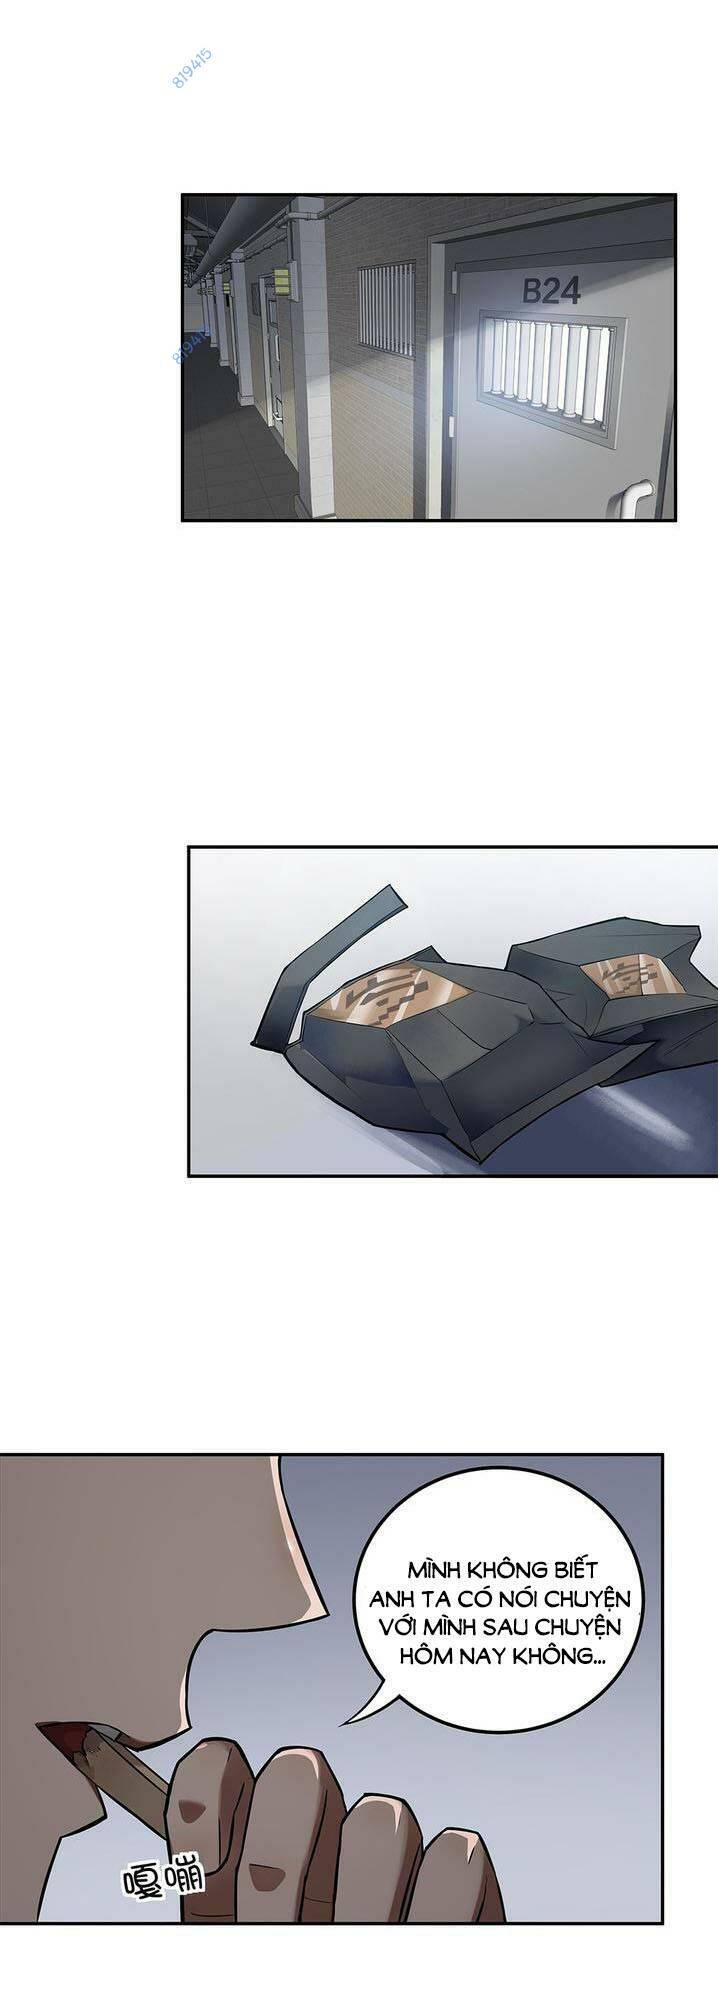 819415
819415
B24
MÌNH KHÔNG BIẾT
ANH TA CÓ NÓI CHUYỆN
VỚI MÌNH SAU CHUYỆN
HÔM NAY KHÔNG...
嘎嘣